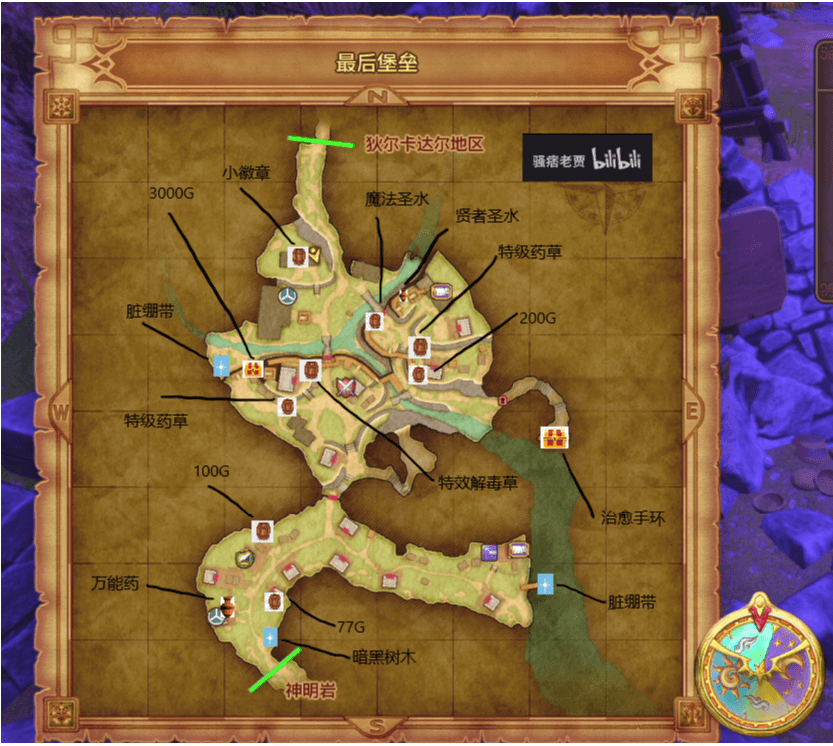 最后堡垒
N
狄尔卡达尔地区
骚痞老贾 bilibili
小徽章
3000G
魔法圣水
贤者圣水
特级药草
脏绷带
200G
W
E
特级药草
100G
特效解毒草
治愈手环
万能药
脏绷带
77G
暗黑树木
神明岩
S